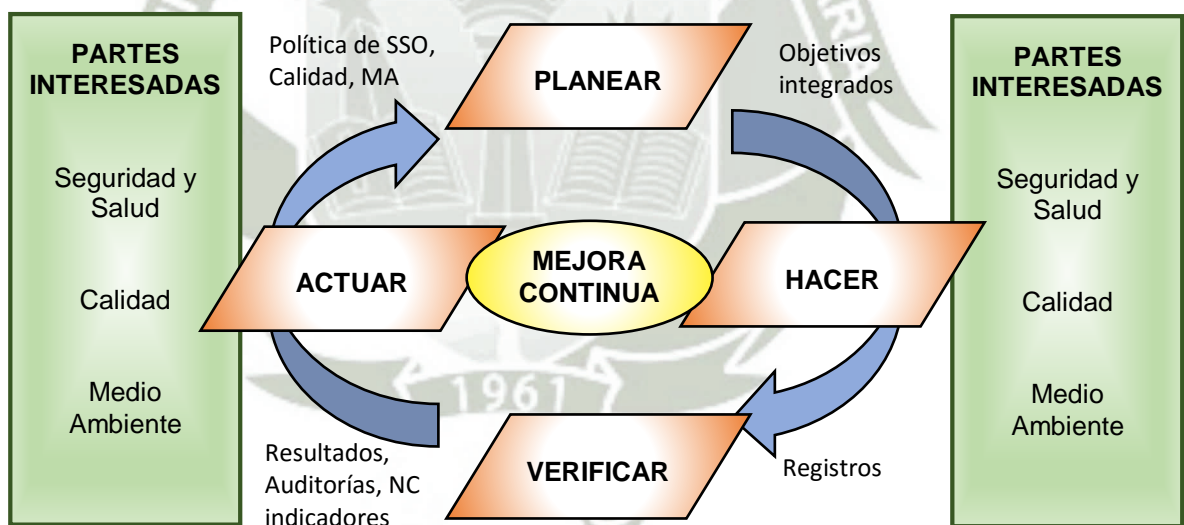 PARTES
INTERESADAS
Seguridad y
Salud
Calidad
Medio
Ambiente
Política de SSO,
Calidad, MA
PLANEAR
Objetivos
integrados
ACTUAR
MEJORA
CONTINUA
HACER
1961
Resultados,
Auditorías, NC
indicadores
VERIFICAR
Registros
PARTES
INTERESADAS
Seguridad y
Salud
Calidad
Medio
Ambiente